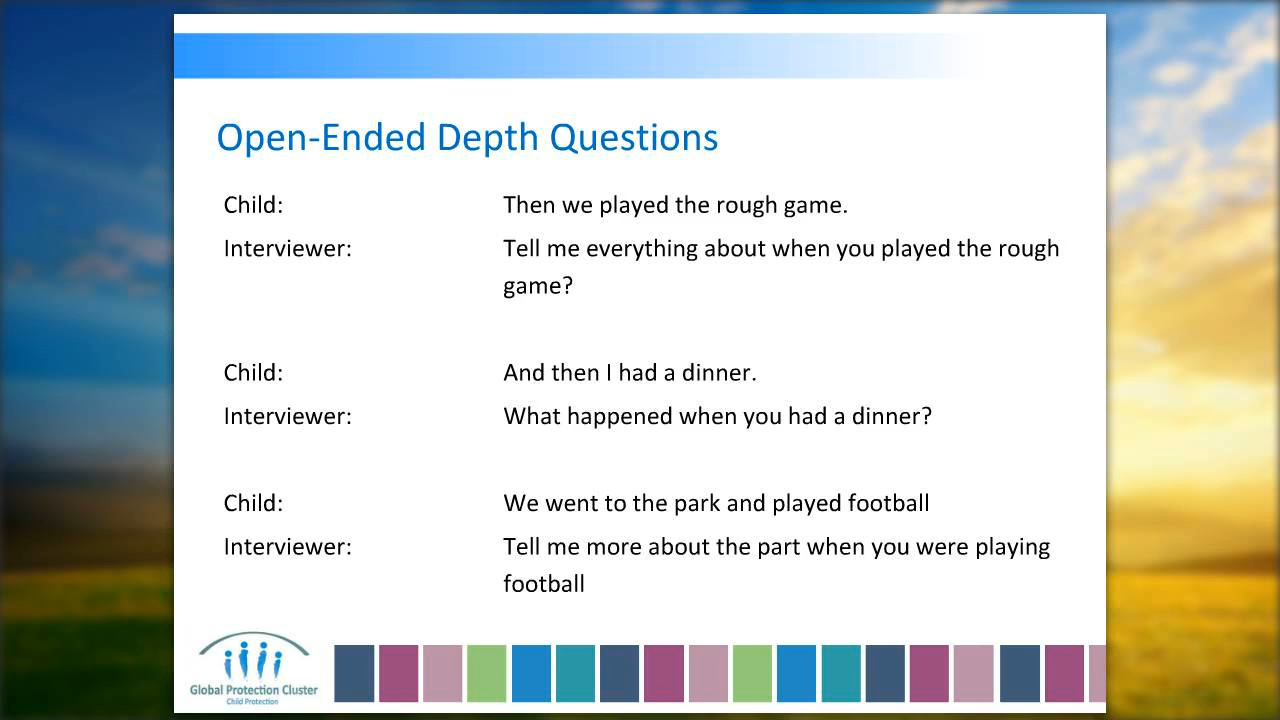 Open-Ended Depth Questions
Child: Then we played the rough game.
Interviewer: Tell me everything about when you played the rough
game?
Child: And then I had a dinner.
Interviewer: What happened when you had a dinner?
Child: We went to the park and played football
Interviewer: Tell me more about the part when you were playing
football
Global Protection Cluster
Child Protection